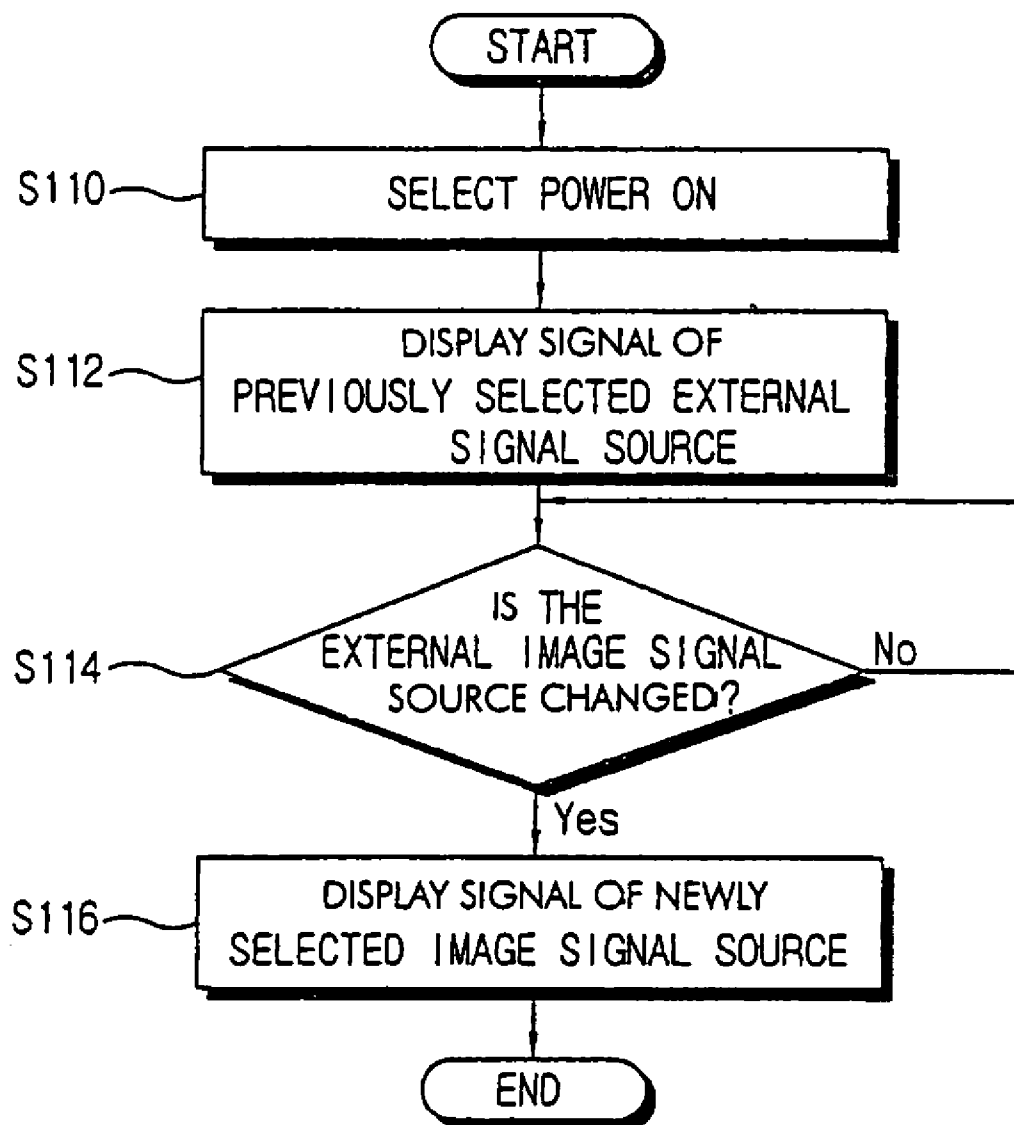 START
S110
SELECT POWER ON
S112
DISPLAY SIGNAL OF
PREVIOUSLY SELECTED EXTERNAL
SIGNAL SOURCE
S114
IS THE
EXTERNAL IMAGE SIGNAL
SOURCE CHANGED?
No
Yes
S116
DISPLAY SIGNAL OF NEWLY
SELECTED IMAGE SIGNAL SOURCE
END